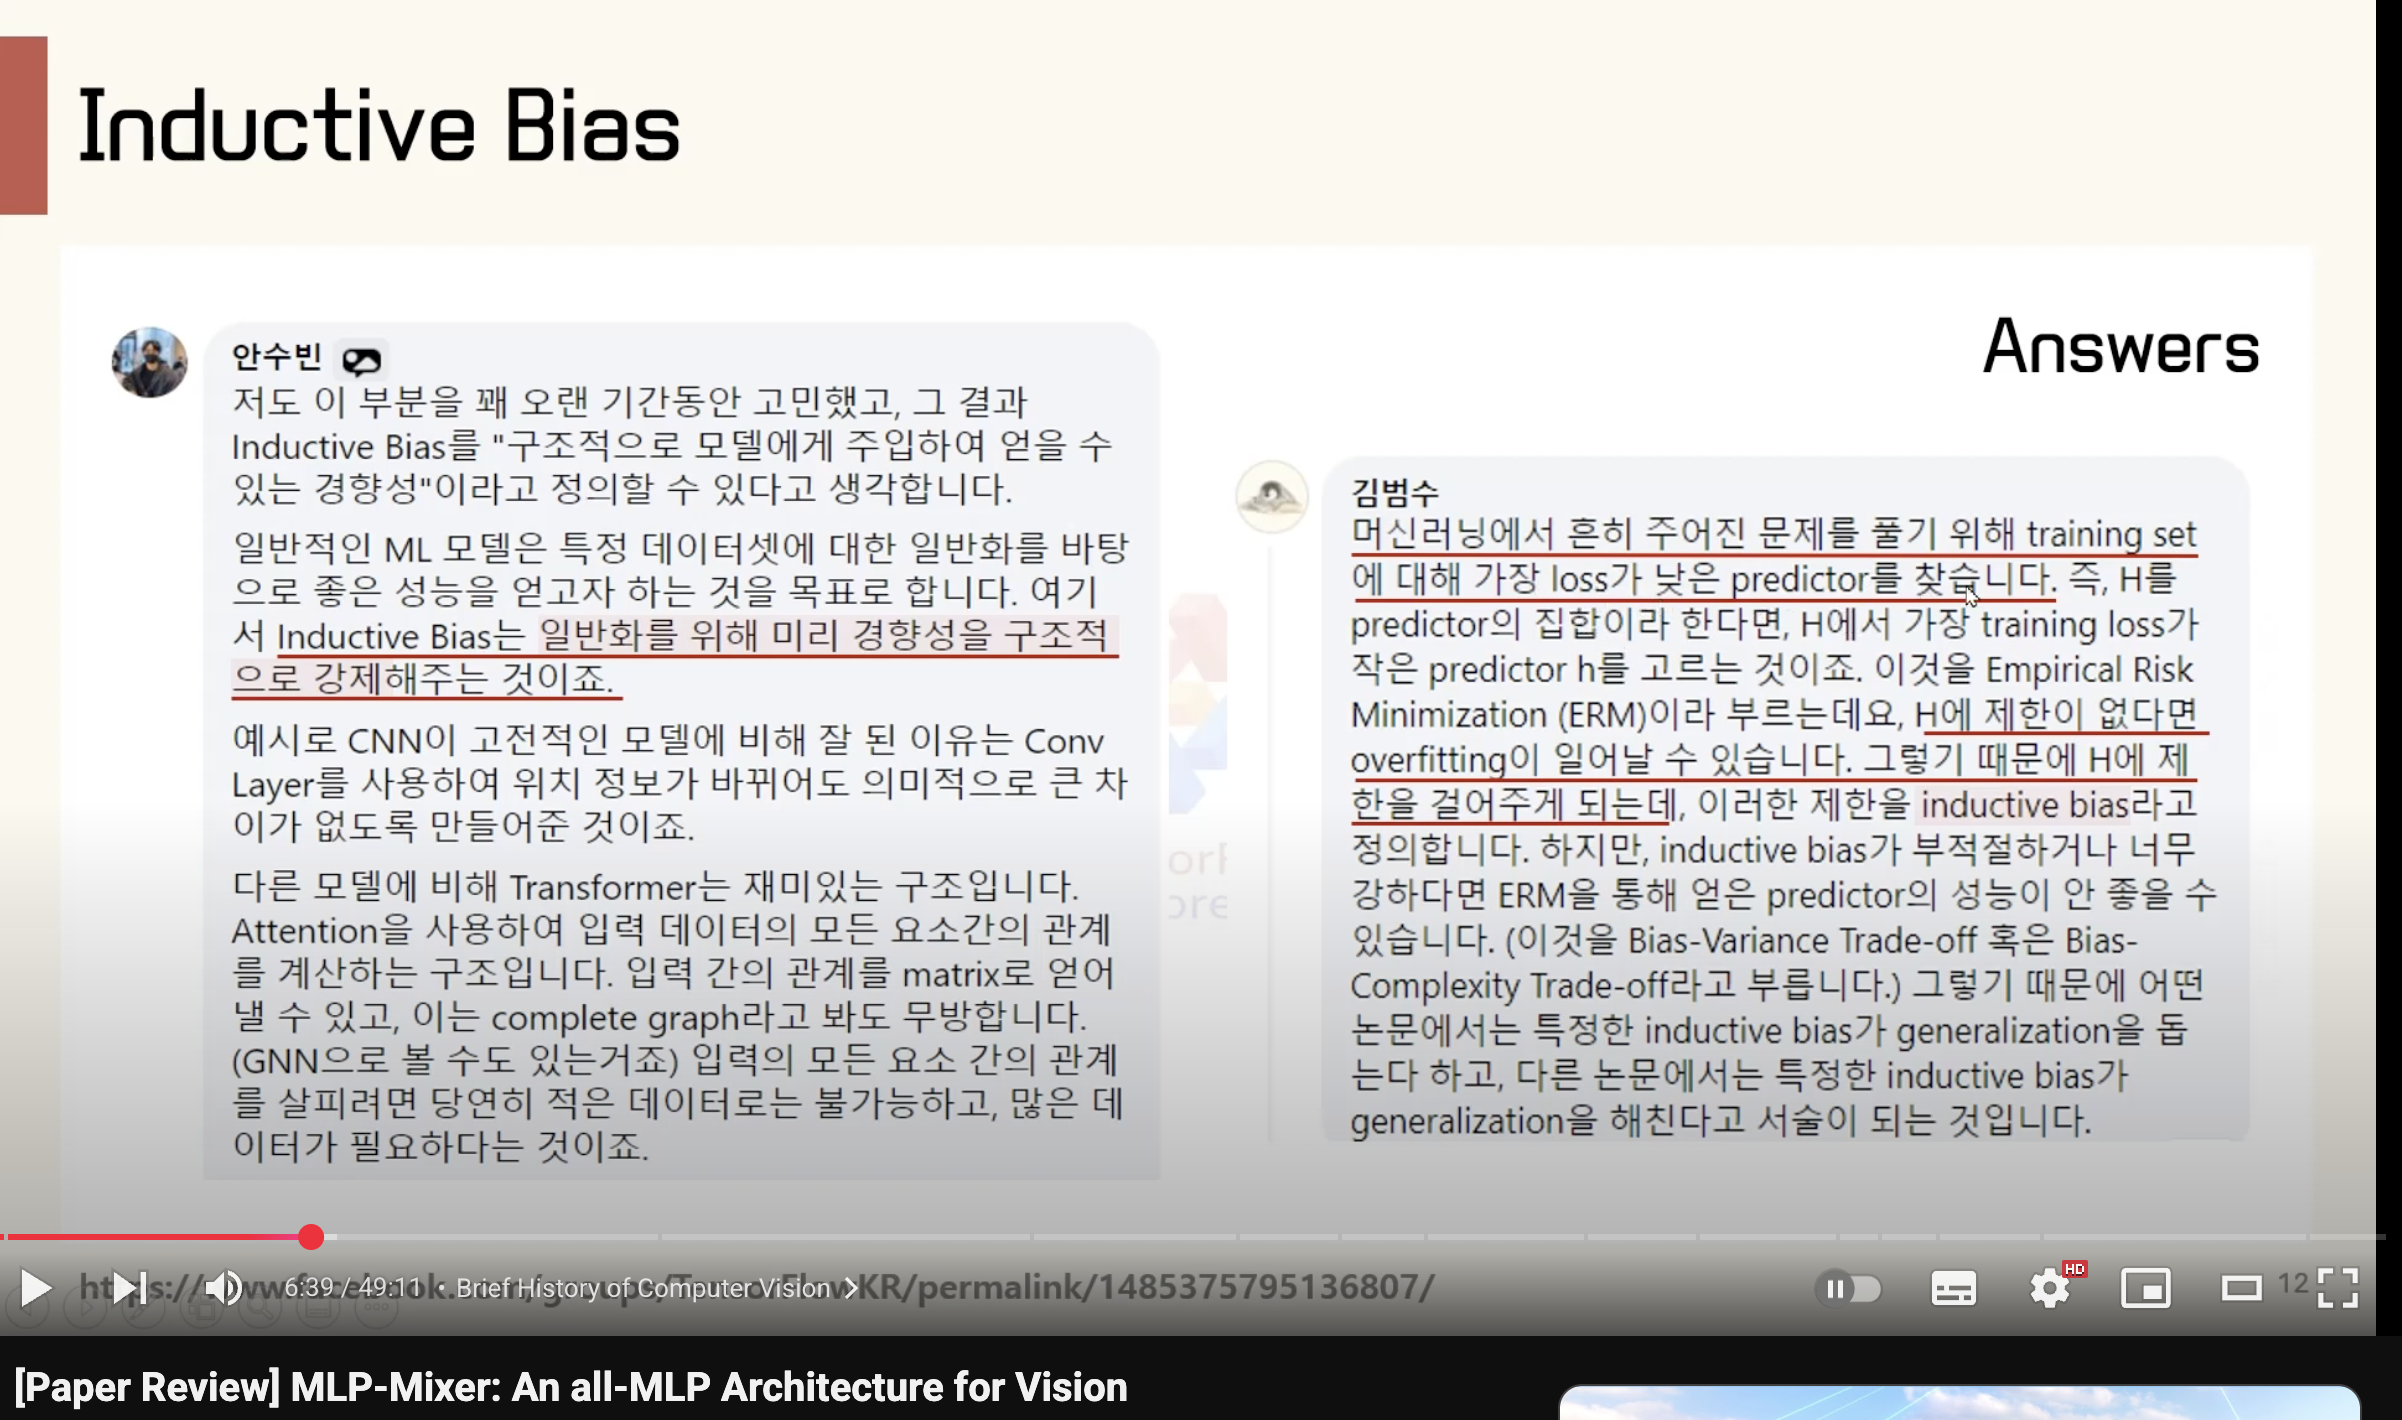 Inductive Bias
Answers
안수빈
저도 이 부분을 꽤 오랜 기간동안 고민했고, 그 결과
Inductive Bias를 "구조적으로 모델에게 주입하여 얻을 수
있는 경향성"이라고 정의할 수 있다고 생각합니다.
일반적인 ML 모델은 특정 데이터셋에 대한 일반화를 바탕
으로 좋은 성능을 얻고자 하는 것을 목표로 합니다. 여기
서 Inductive Bias는 일반화를 위해 미리 경향성을 구조적
으로 강제해주는 것이죠.
예시로 CNN이 고전적인 모델에 비해 잘 된 이유는 Conv
Layer를 사용하여 위치 정보가 바뀌어도 의미적으로 큰 차
이가 없도록 만들어준 것이죠.
다른 모델에 비해 Transformer는 재미있는 구조입니다.
Attention을 사용하여 입력 데이터의 모든 요소간의 관계
를 계산하는 구조입니다. 입력 간의 관계를 matrix로 얻어
낼 수 있고, 이는 complete graph라고 봐도 무방합니다.
(GNN으로 볼 수도 있는거죠) 입력의 모든 요소 간의 관계
를 살피려면 당연히 적은 데이터로는 불가능하고, 많은 데
이터가 필요하다는 것이죠.
김범수
머신러닝에서 흔히 주어진 문제를 풀기 위해 training set
에 대해 가장 loss가 낮은 predictor를 찾습니다. 즉, H를
predictor의 집합이라 한다면, H에서 가장 training loss가
작은 predictor h를 고르는 것이죠. 이것을 Empirical Risk
Minimization (ERM)이라 부르는데요, H에 제한이 없다면
overfitting이 일어날 수 있습니다. 그렇기 때문에 H에 제
한을 걸어주게 되는데, 이러한 제한을 inductive bias라고
정의합니다. 하지만, inductive bias가 부적절하거나 너무
강하다면 ERM을 통해 얻은 predictor의 성능이 안 좋을 수
있습니다. (이것을 Bias-Variance Trade-off 혹은 Bias-
Complexity Trade-off라고 부릅니다.) 그렇기 때문에 어떤
논문에서는 특정한 inductive bias가 generalization을 돕
는다 하고, 다른 논문에서는 특정한 inductive bias가
generalization을 해친다고 서술이 되는 것입니다.
6:39 / 49:11 • Brief History of Computer Vision
KR/permalink/1485375795136807/
HD
12
[Paper Review] MLP-Mixer: An all-MLP Architecture for Vision